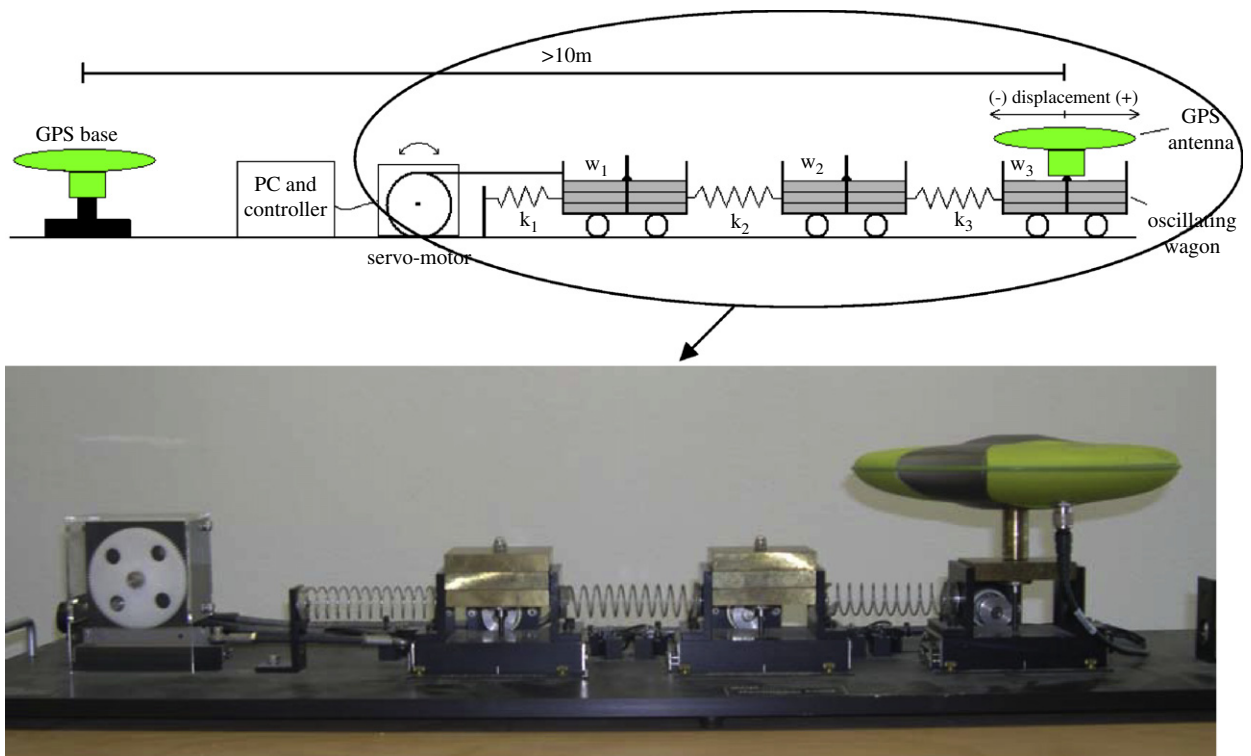 >10m
(-) displacement (+)
GPS base
GPS
antenna
PC and
controller
w1
w2
w3
k1
k2
k3
oscillating
wagon
servo-motor